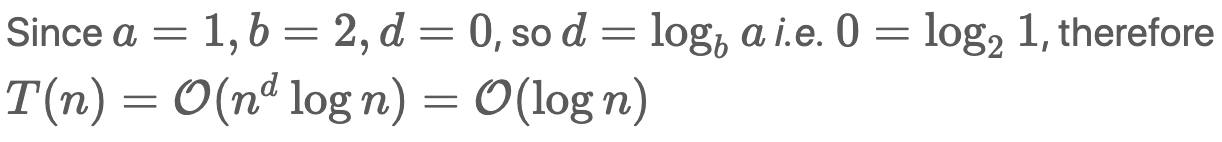 Since a = 1, b = 2, d = 0, so d = log_b a i.e. 0 = log_2 1, therefore
T(n) = O(n^d log n) = O(log n)